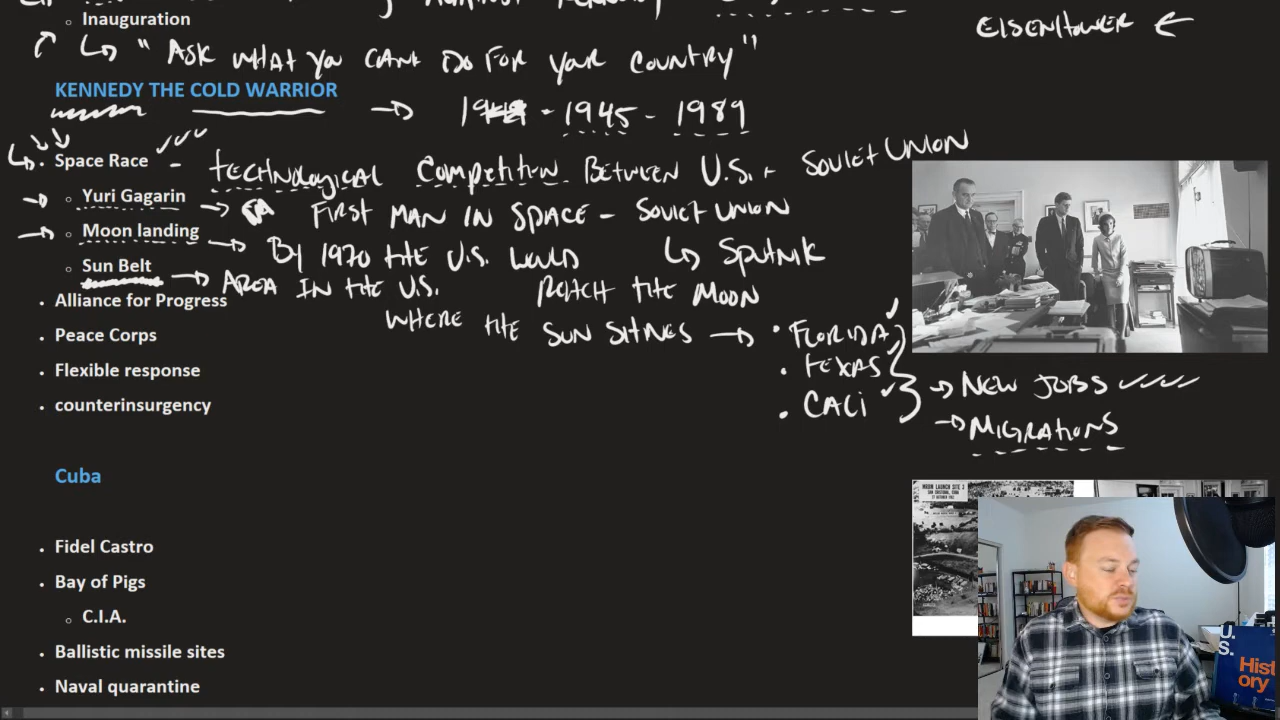 Inauguration
EISENHOWER ←
↳ "ASK WHAT YOU CANT DO FOR YOUR COUNTRY"
KENNEDY THE COLD WARRIOR → - 1945 - 1989
Space Race - TECHNOLOGICAL COMPETITION BETWEEN U.S. + SOVIET UNION
Yuri Gagarin → FIRST MAN IN SPACE - SOVIET UNION
Moon landing → By 1970 THE U.S. WOULD
↳ SPUTNIK
Sun Belt → AREA IN THE U.S.
REACH THE MOON
Alliance for Progress
WHERE THE SUN SHINES → • FLORIDA
Peace Corps
• TEXAS
Flexible response
→ NEW JOBS
counterinsurgency
• CALI
→ MIGRATIONS
Cuba
Fidel Castro
Bay of Pigs
C.I.A.
Ballistic missile sites
Naval quarantine
U.S.
History